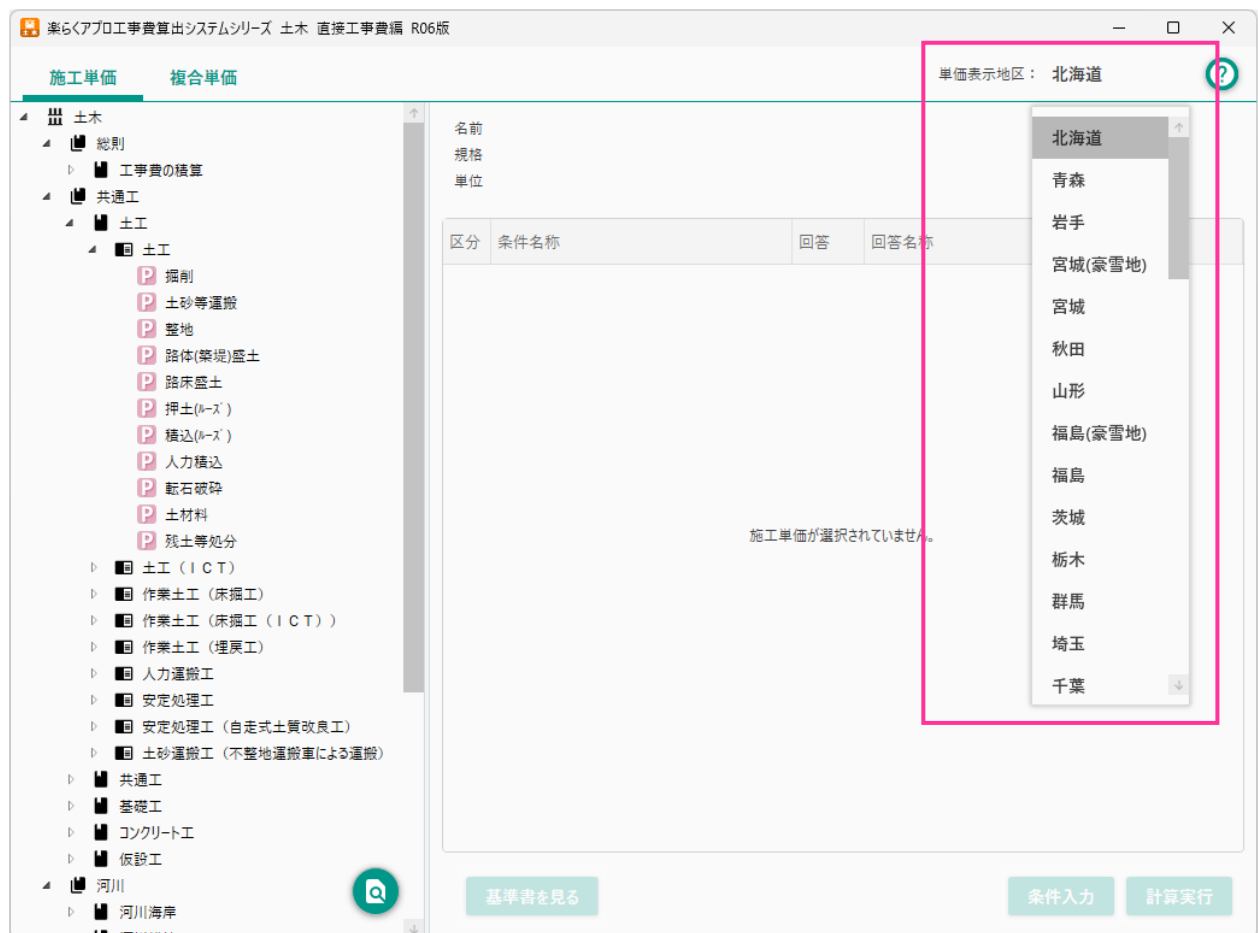 楽らくアプロ工事費算出システムシリーズ 土木 直接工事費編 R06版
施工単価 複合単価
単価表示地区： 北海道
土木
総則
工事費の積算
共通工
土工
土工
掘削
土砂等運搬
整地
路体(築堤)盛土
路床盛土
押土(ﾙｰｽﾞ)
積込(ﾙｰｽﾞ)
人力積込
転石破砕
土材料
残土等処分
土工（ＩＣＴ）
作業土工（床掘工）
作業土工（床掘工（ＩＣＴ））
作業土工（埋戻工）
人力運搬工
安定処理工
安定処理工（自走式土質改良工）
土砂運搬工（不整地運搬車による運搬）
共通工
基礎工
コンクリート工
仮設工
河川
河川海岸
名前
規格
単位
区分 条件名称 回答 回答名称
施工単価が選択されていません。
北海道
青森
岩手
宮城(豪雪地)
宮城
秋田
山形
福島(豪雪地)
福島
茨城
栃木
群馬
埼玉
千葉
基準書を見る 条件入力 計算実行